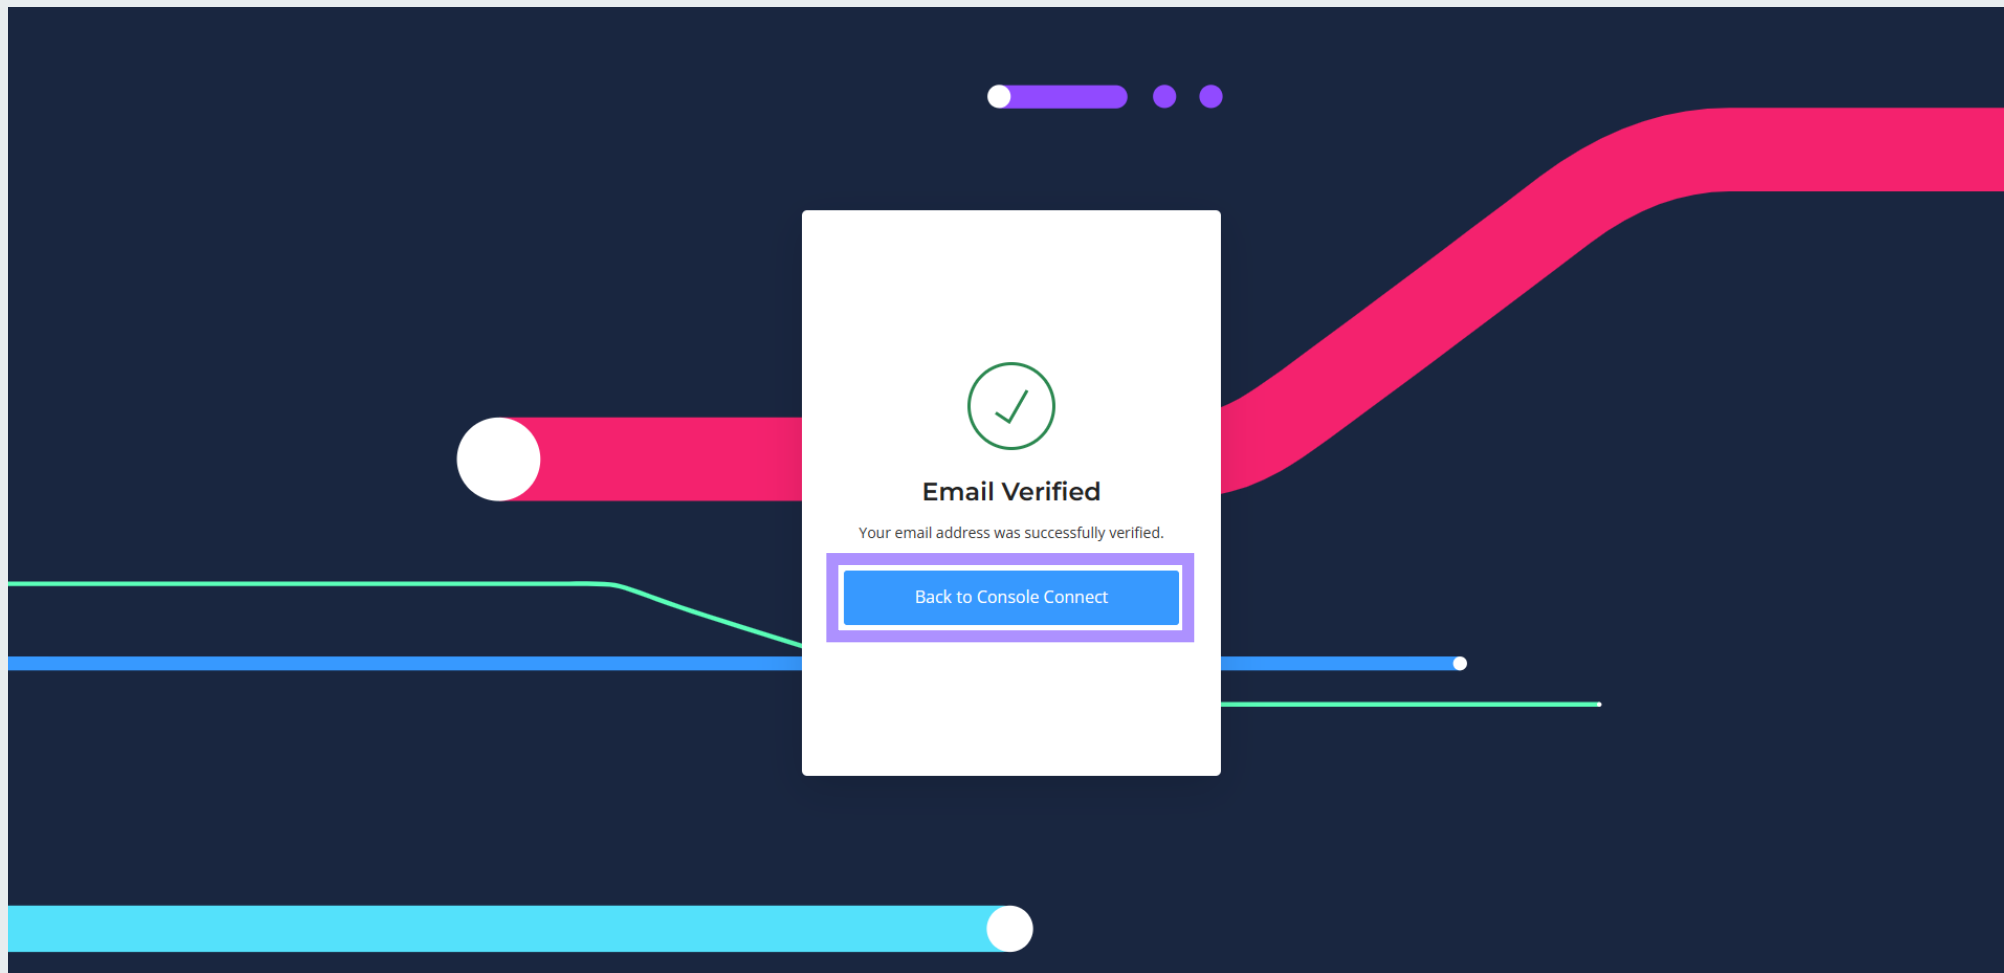 Email Verified
Your email address was successfully verified.
Back to Console Connect